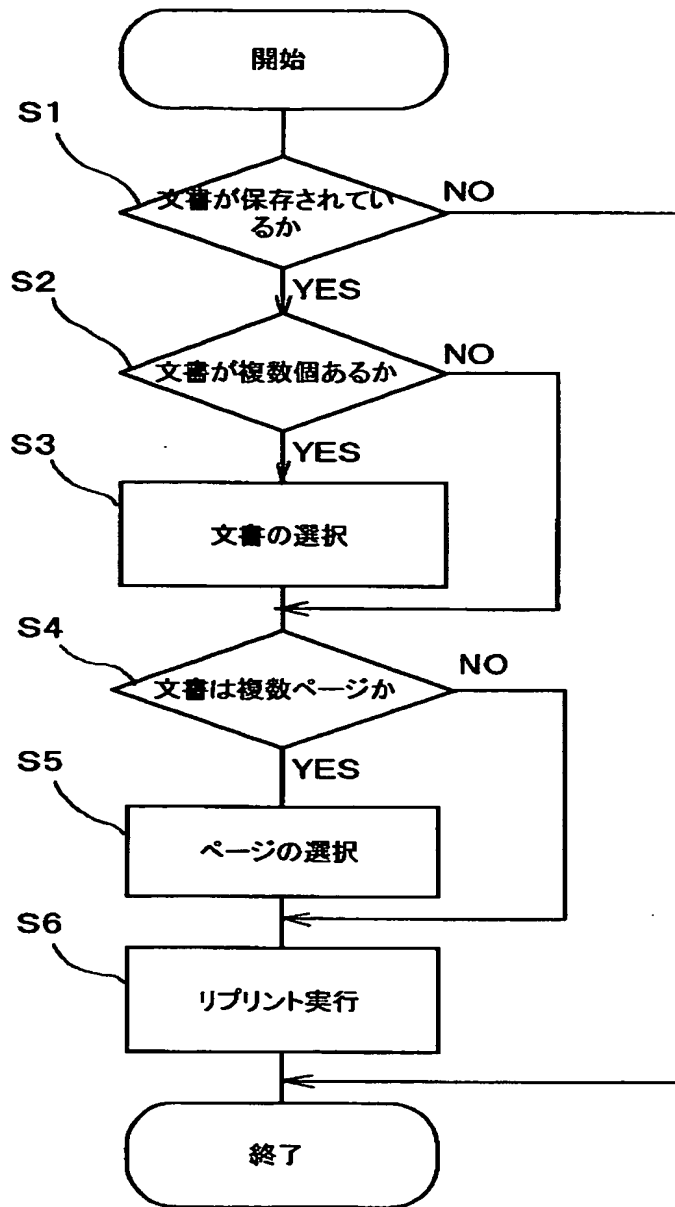 開始
S1
文書が保存されてい
るか
NO
YES
S2
文書が複数個あるか
NO
YES
S3
文書の選択
S4
文書は複数ページか
NO
YES
S5
ページの選択
S6
リプリント実行
終了